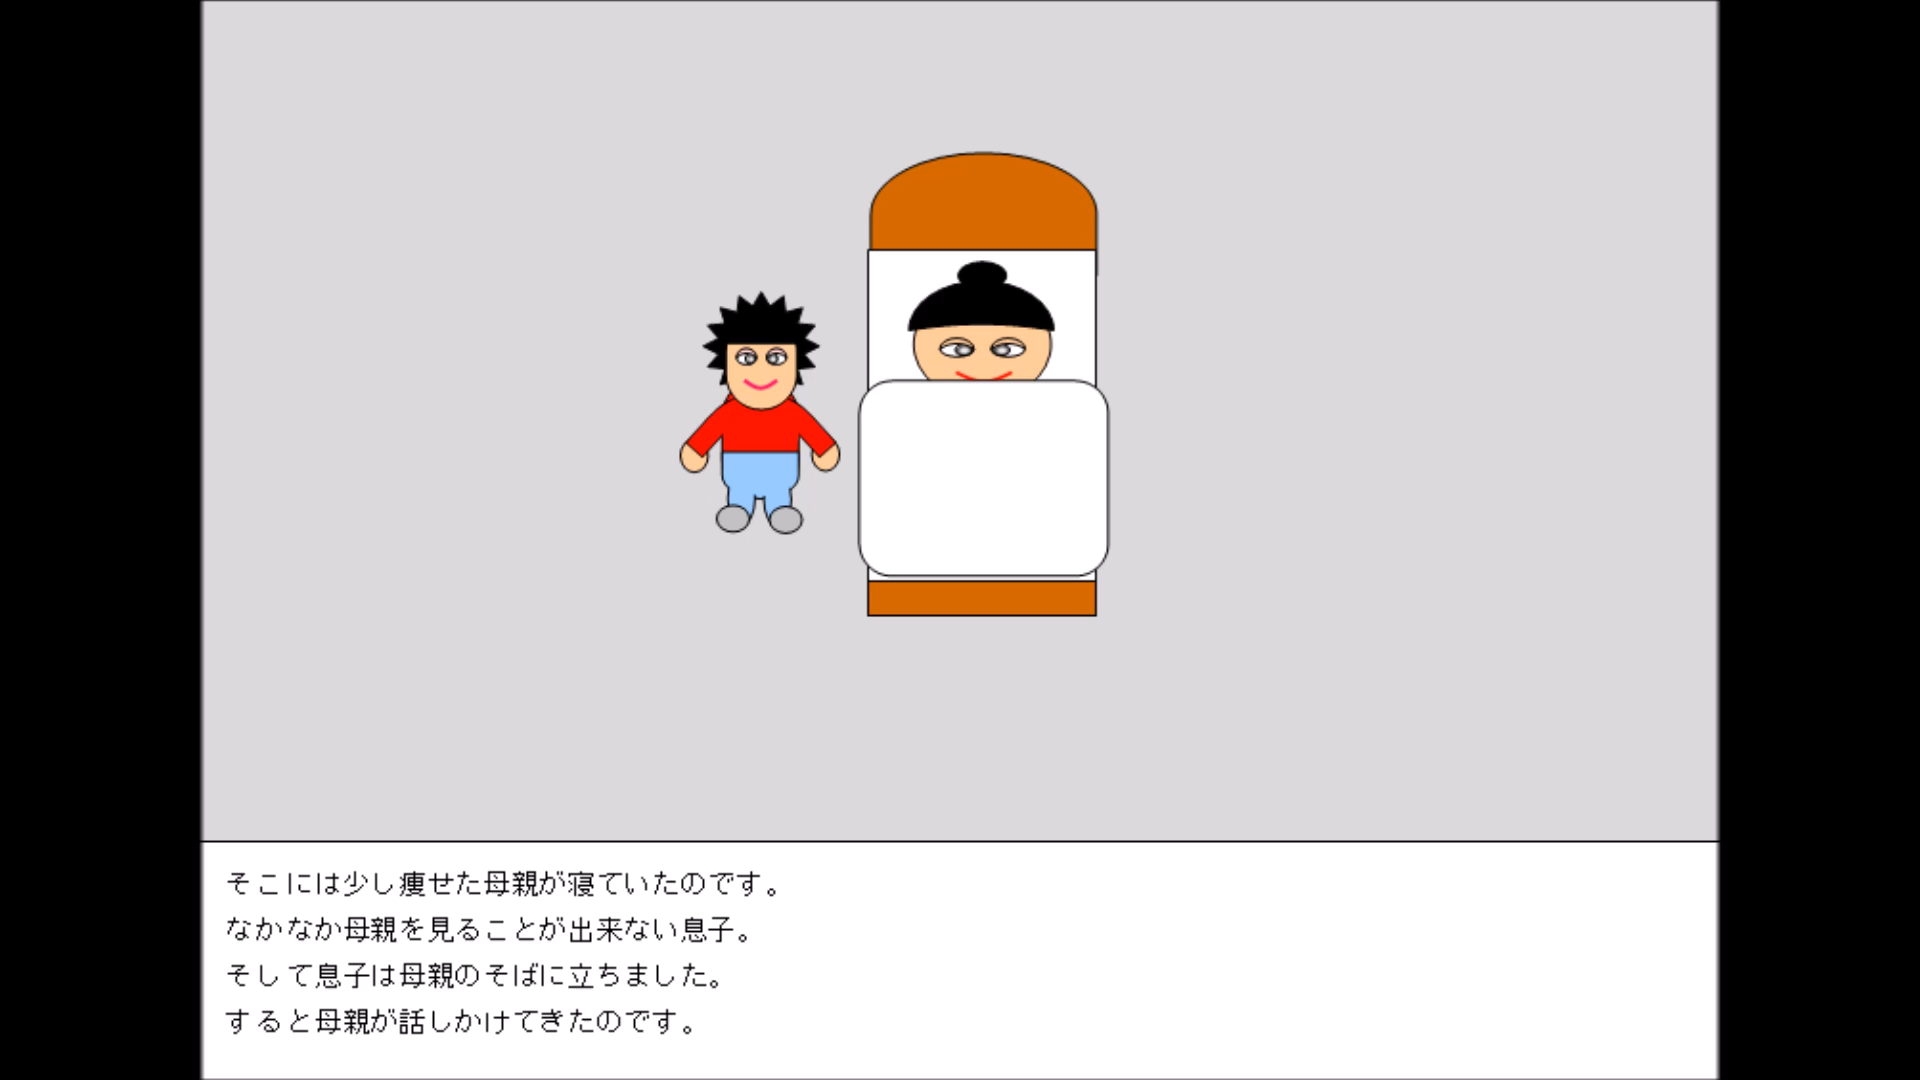 そこには少し痩せた母親が寝ていたのです。
なかなか母親を見ることが出来ない息子。
そして息子は母親のそばに立ちました。
すると母親が話しかけてきたのです。